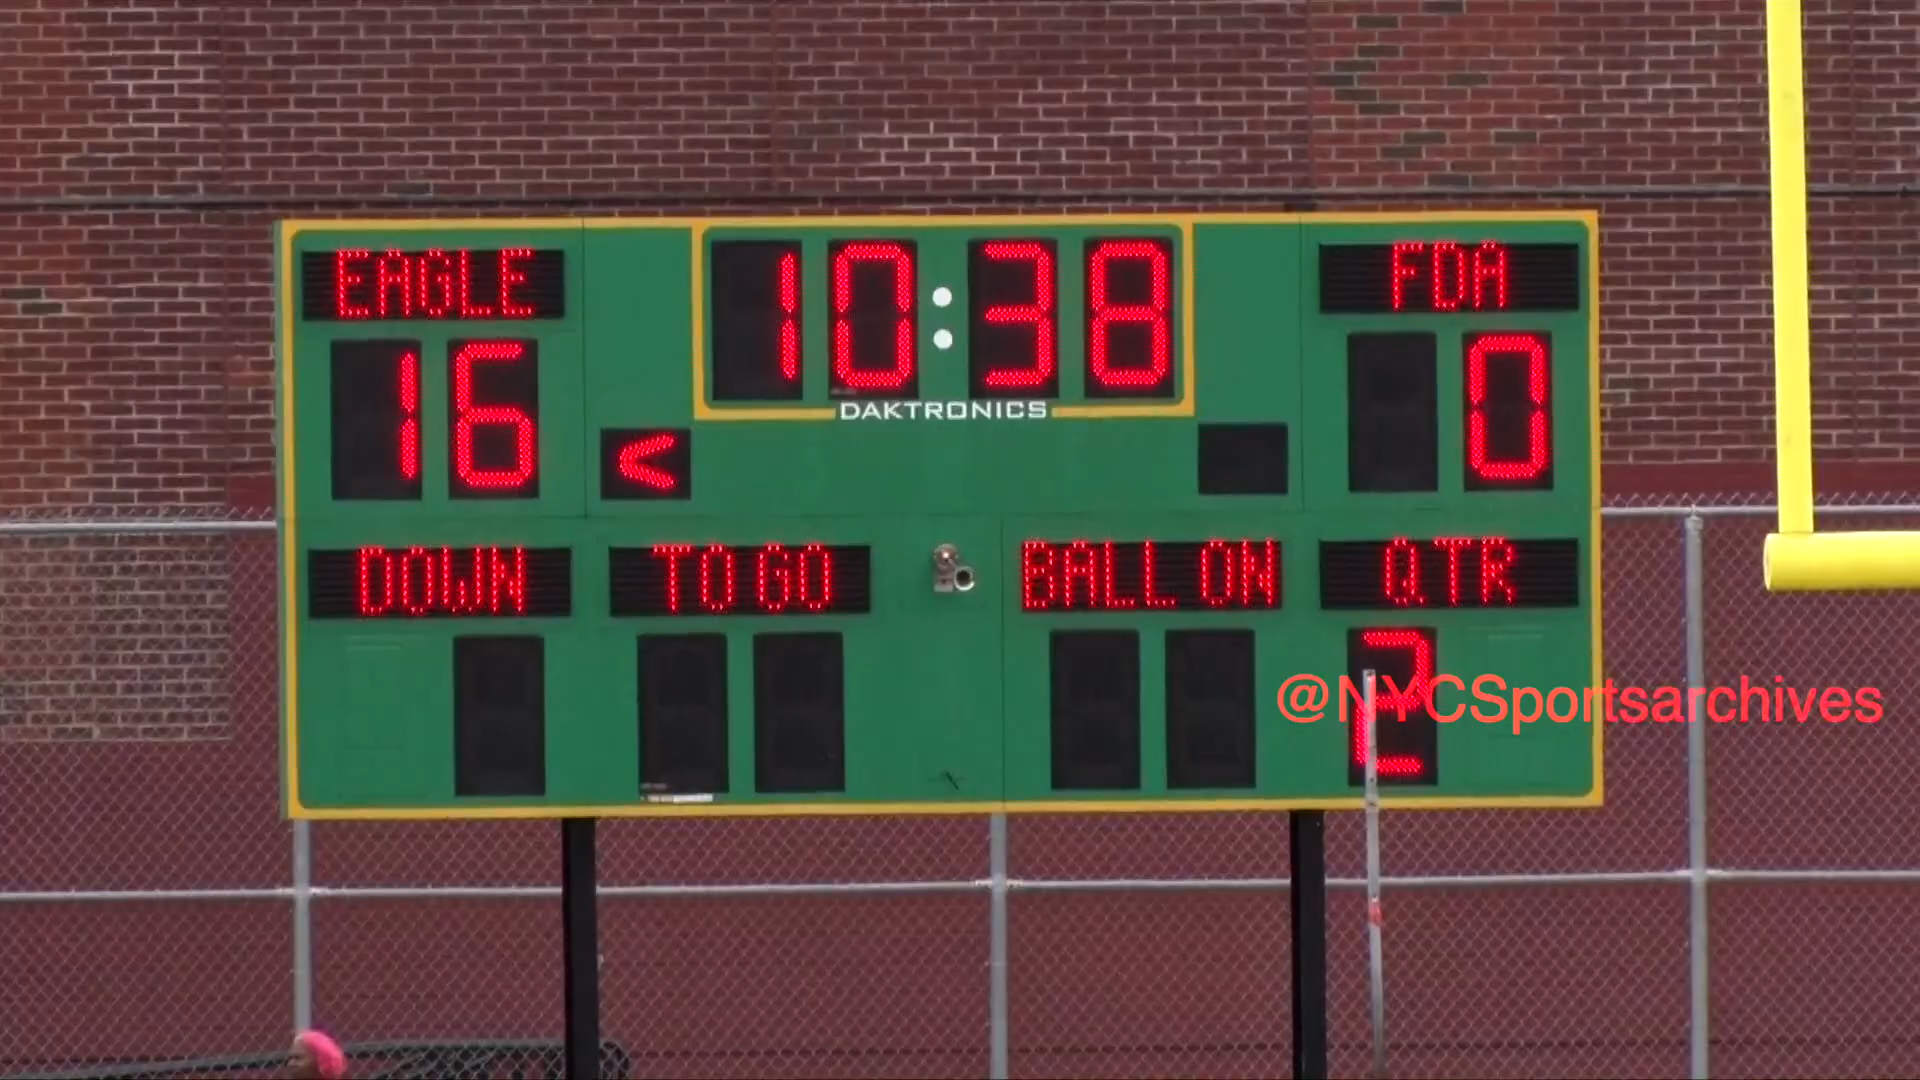 EAGLE 10:38 FDA
DAKTRONICS
16 < 0
DOWN TO GO BALL ON QTR
2
@NYCSportsarchives